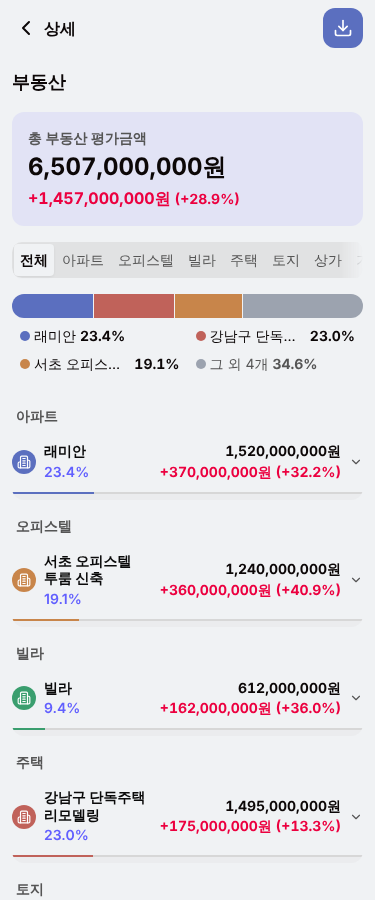 상세
부동산
총 부동산 평가금액
6,507,000,000원
+1,457,000,000원 (+28.9%)
전체 아파트 오피스텔 빌라 주택 토지 상가
래미안 23.4% 강남구 단독... 23.0%
서초 오피스... 19.1% 그 외 4개 34.6%
아파트
래미안 1,520,000,000원
23.4% +370,000,000원 (+32.2%)
오피스텔
서초 오피스텔
투룸 신축
1,240,000,000원
19.1% +360,000,000원 (+40.9%)
빌라
빌라 612,000,000원
9.4% +162,000,000원 (+36.0%)
주택
강남구 단독주택
리모델링
1,495,000,000원
23.0% +175,000,000원 (+13.3%)
토지